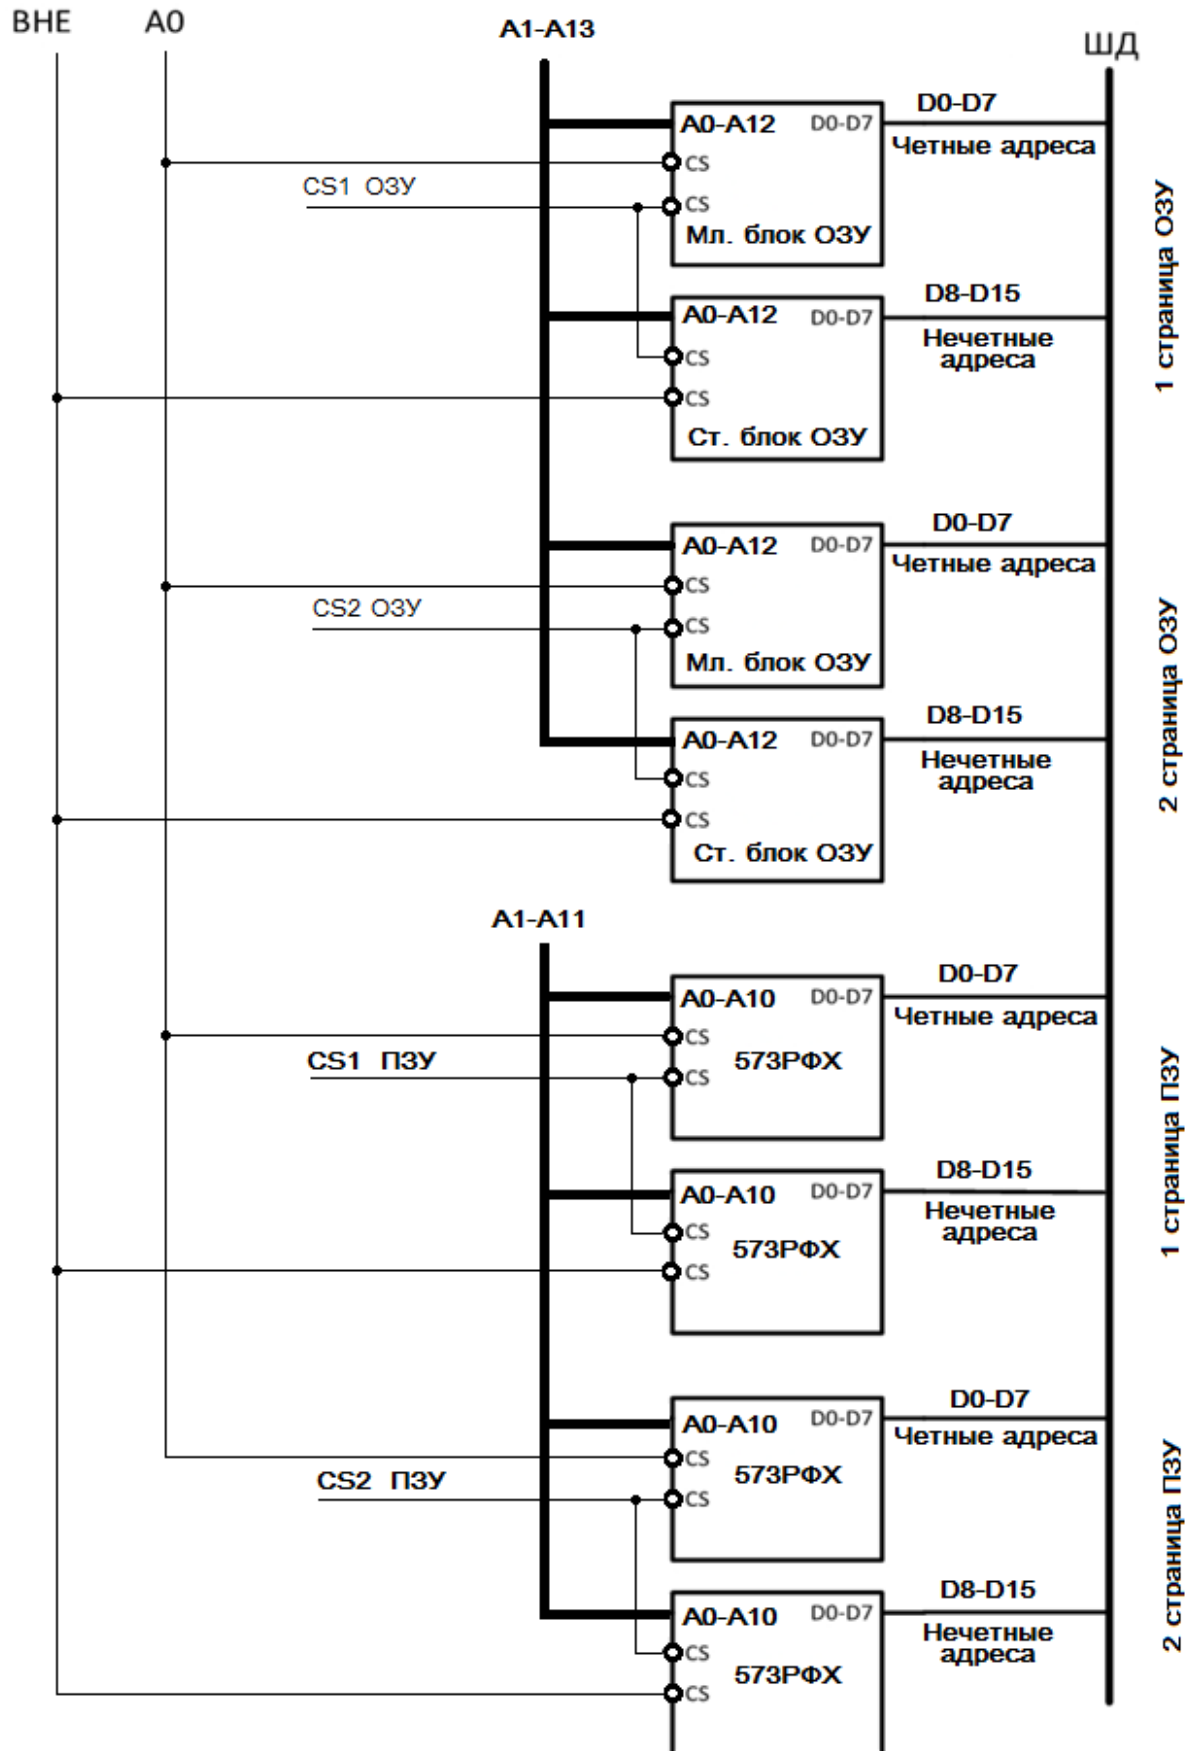 BHE A0
A1-A13
ШД
A0-A12 D0-D7
D0-D7
Четные адреса
CS
CS1 ОЗУ
CS
Мл. блок ОЗУ
A0-A12 D0-D7
D8-D15
Нечетные
адреса
CS
CS
Ст. блок ОЗУ
1 страница ОЗУ
A0-A12 D0-D7
D0-D7
Четные адреса
CS
CS2 ОЗУ
CS
Мл. блок ОЗУ
A0-A12 D0-D7
D8-D15
Нечетные
адреса
CS
CS
Ст. блок ОЗУ
2 страница ОЗУ
A1-A11
A0-A10 D0-D7
D0-D7
Четные адреса
CS
573РФХ
CS1 ПЗУ
CS
A0-A10 D0-D7
D8-D15
Нечетные
адреса
CS
573РФХ
CS
1 страница ПЗУ
A0-A10 D0-D7
D0-D7
Четные адреса
CS
573РФХ
CS2 ПЗУ
CS
A0-A10 D0-D7
D8-D15
Нечетные
адреса
CS
573РФХ
CS
2 страница ПЗУ